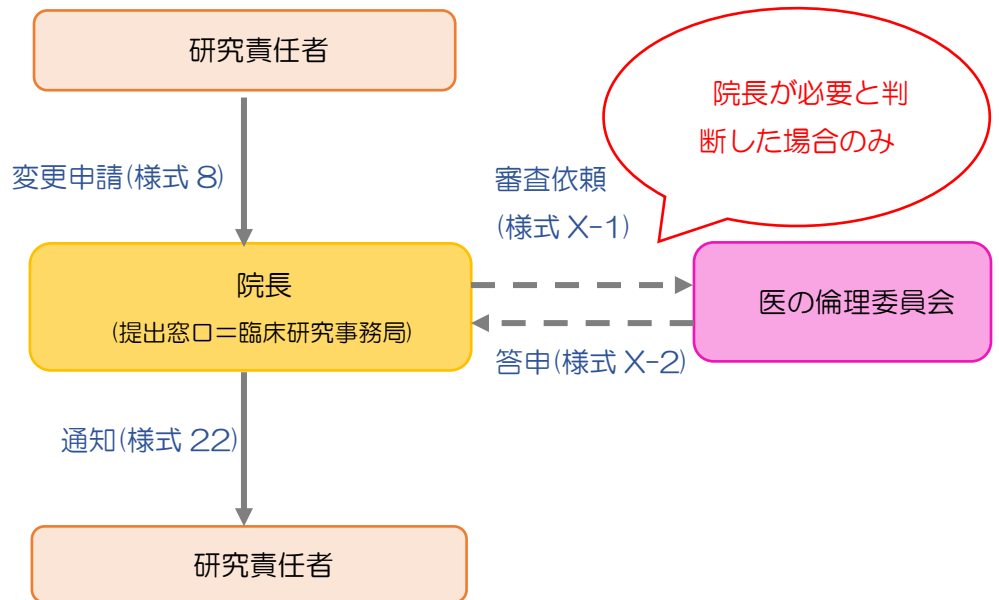 研究責任者
院長が必要と判
断した場合のみ
変更申請(様式 8)
審査依頼
(様式 X-1)
院長
(提出窓口=臨床研究事務局)
医の倫理委員会
答申(様式 X-2)
通知(様式 22)
研究責任者